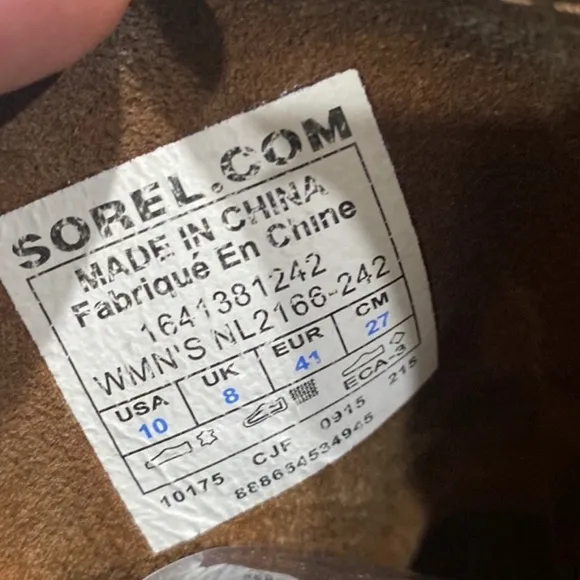 SOREL.COM
MADE IN CHINA
Fabriqué En Chine
1641381242
WMN'S NL2166-242
USA UK EUR CM
10 8 41 27
ECA-3
10175 CJF 0915 215
888664534945